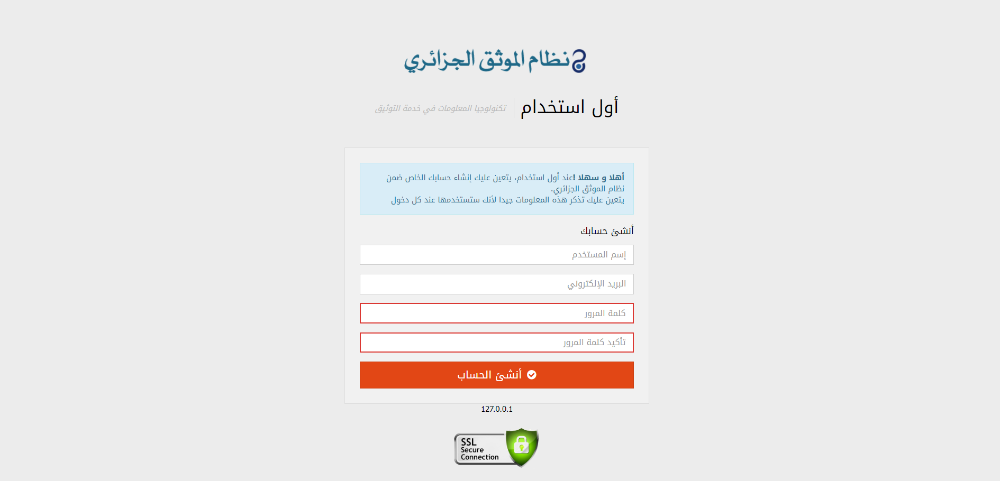 نظام الموثق الجزائري
أول استخدام
تكنولوجيا المعلومات في خدمة التوثيق
أهلا و سهلا !عند أول استخدام، يتعين عليك إنشاء حسابك الخاص ضمن
نظام الموثق الجزائري.
يتعين عليك تذكر هذه المعلومات جيدا لأنك ستستخدمها عند كل دخول
أنشئ حسابك
إسم المستخدم
البريد الإلكتروني
كلمة المرور
تأكيد كلمة المرور
أنشئ الحساب
127.0.0.1
SSL
Secure
Connection